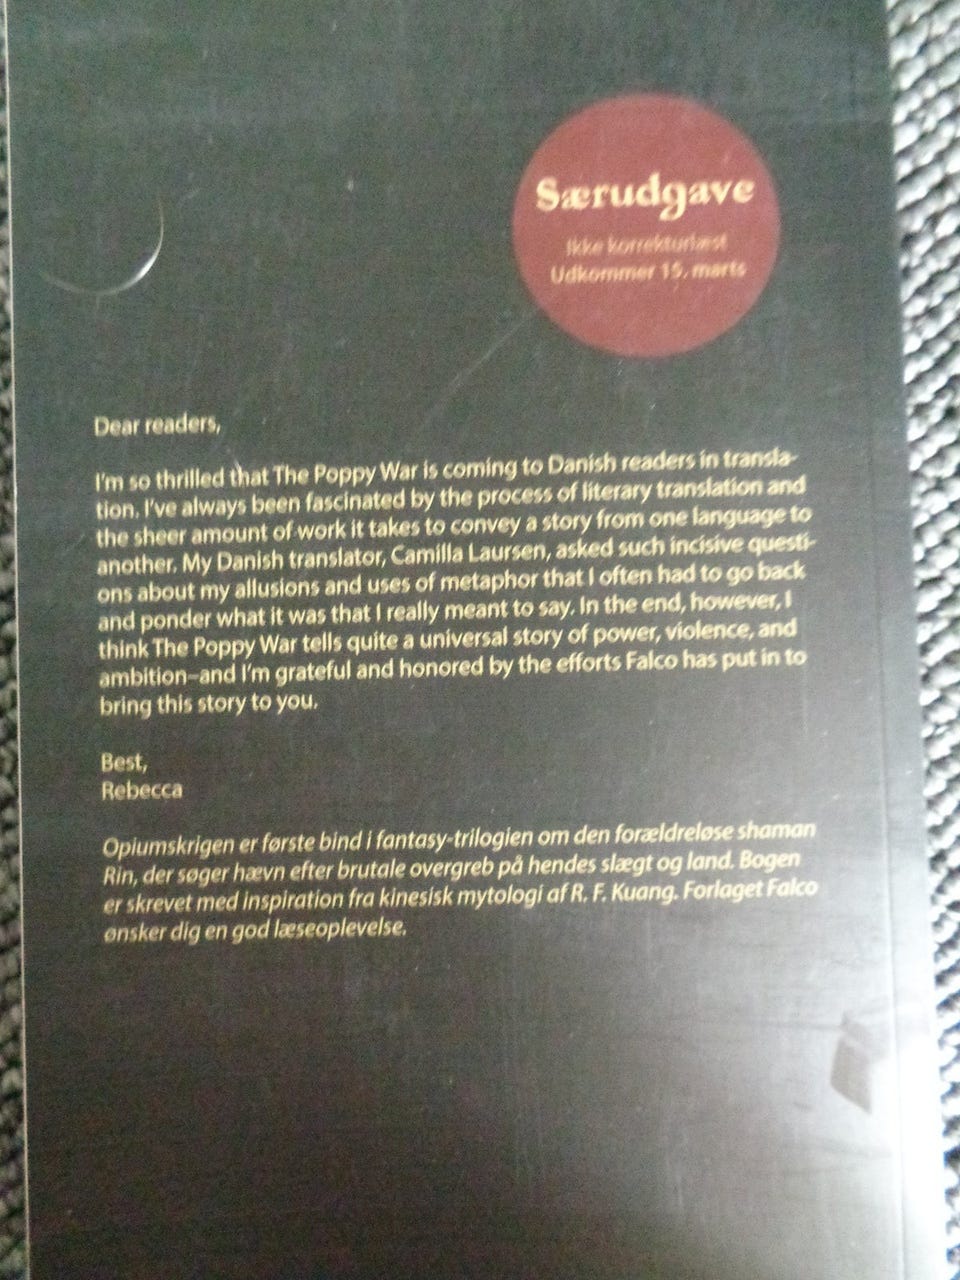 Særudgave
Ikke korrekturlæst
Udkommer 15. marts
Dear readers,
I'm so thrilled that The Poppy War is coming to Danish readers in transla-
tion. I've always been fascinated by the process of literary translation and
the sheer amount of work it takes to convey a story from one language to
another. My Danish translator, Camilla Laursen, asked such incisive questi-
ons about my allusions and uses of metaphor that I often had to go back
and ponder what it was that I really meant to say. In the end, however, I
think The Poppy War tells quite a universal story of power, violence, and
ambition–and I'm grateful and honored by the efforts Falco has put in to
bring this story to you.
Best,
Rebecca
Opiumskrigen er første bind i fantasy-trilogien om den forældreløse shaman
Rin, der søger hævn efter brutale overgreb på hendes slægt og land. Bogen
er skrevet med inspiration fra kinesisk mytologi af R. F. Kuang. Forlaget Falco
ønsker dig en god læseoplevelse.